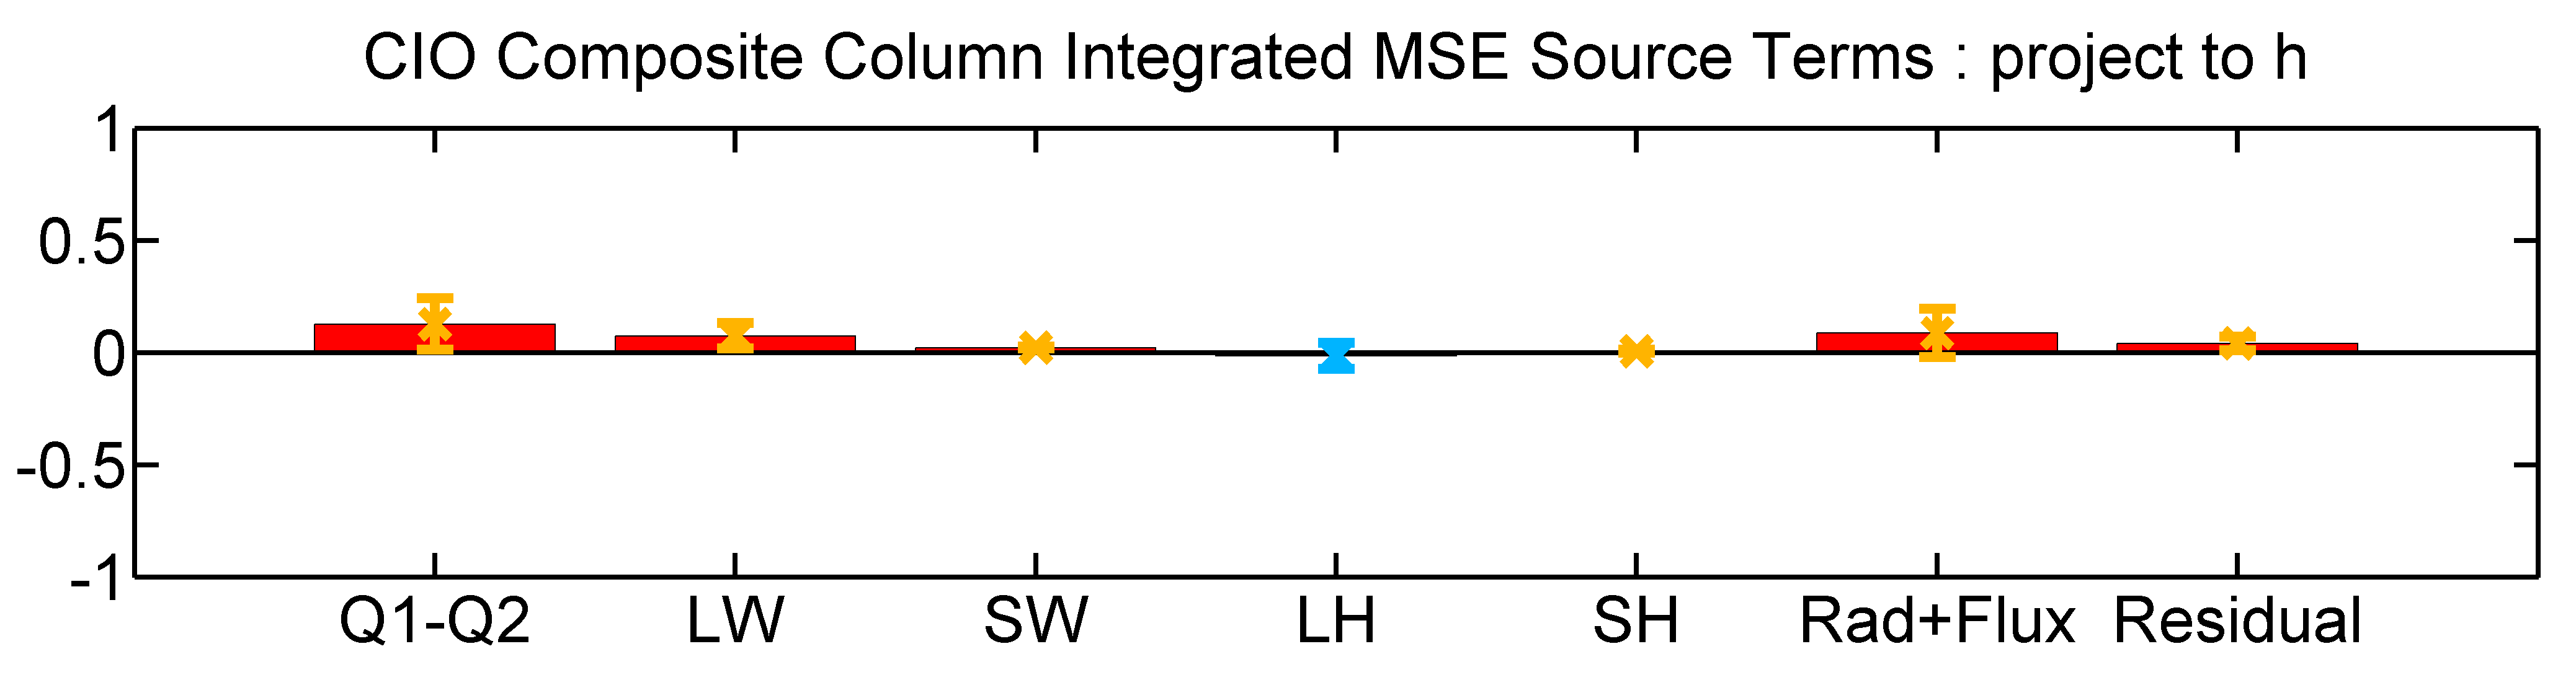 CIO Composite Column Integrated MSE Source Terms : project to h
1
0.5
0
-0.5
-1
Q1-Q2 LW SW LH SH Rad+Flux Residual